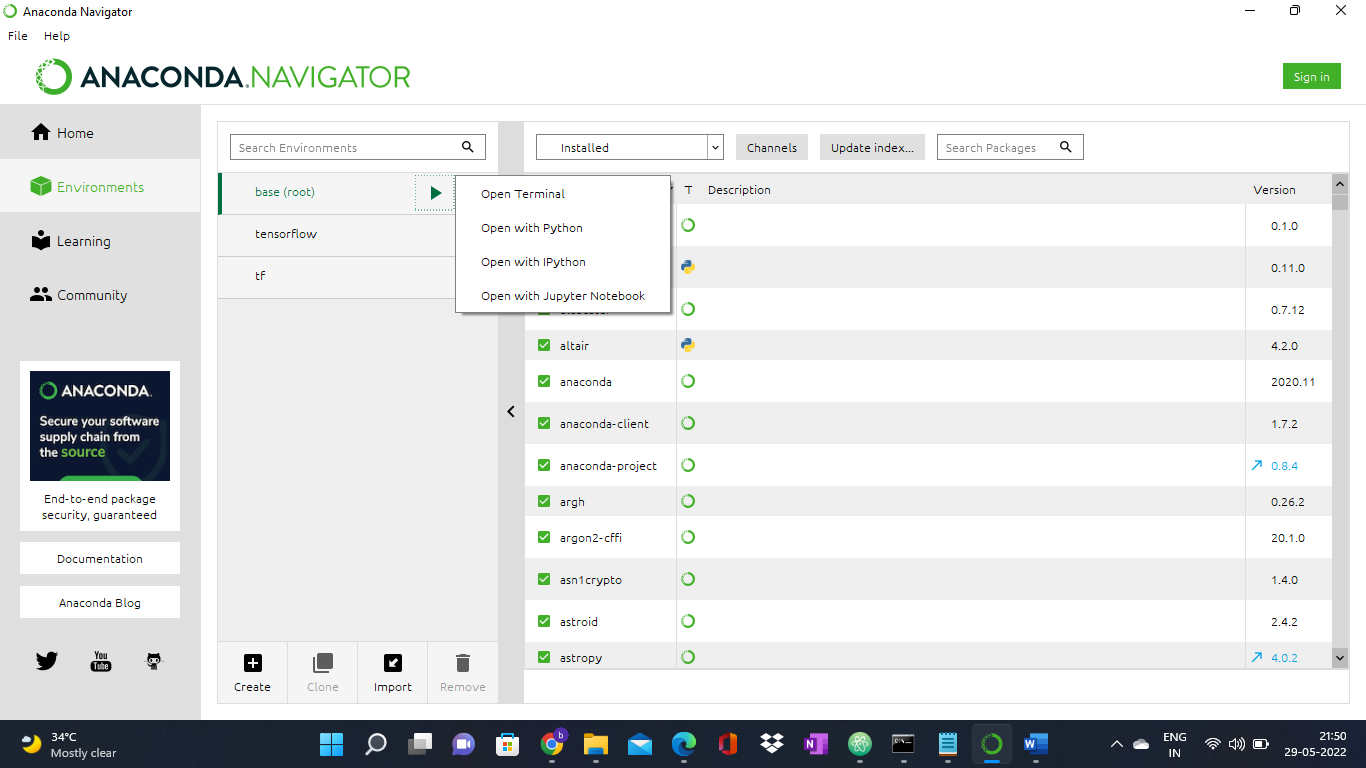 Anaconda Navigator
File Help
ANACONDA.NAVIGATOR
Sign in
Home
Environments
Learning
Community
ANACONDA.
Secure your software
supply chain from
the source
End-to-end package
security, guaranteed
Documentation
Anaconda Blog
You
Tube
Search Environments
base (root)
tensorflow
tf
Open Terminal
Open with Python
Open with IPython
Open with Jupyter Notebook
Create Clone Import Remove
Installed Channels Update index... Search Packages
T Description Version
0.1.0
0.11.0
0.7.12
altair 4.2.0
anaconda 2020.11
anaconda-client 1.7.2
anaconda-project 0.8.4
argh 0.26.2
argon2-cffi 20.1.0
asn1crypto 1.4.0
astroid 2.4.2
astropy 4.0.2
34°C
Mostly clear
b
N
W
ENG
IN
21:50
29-05-2022